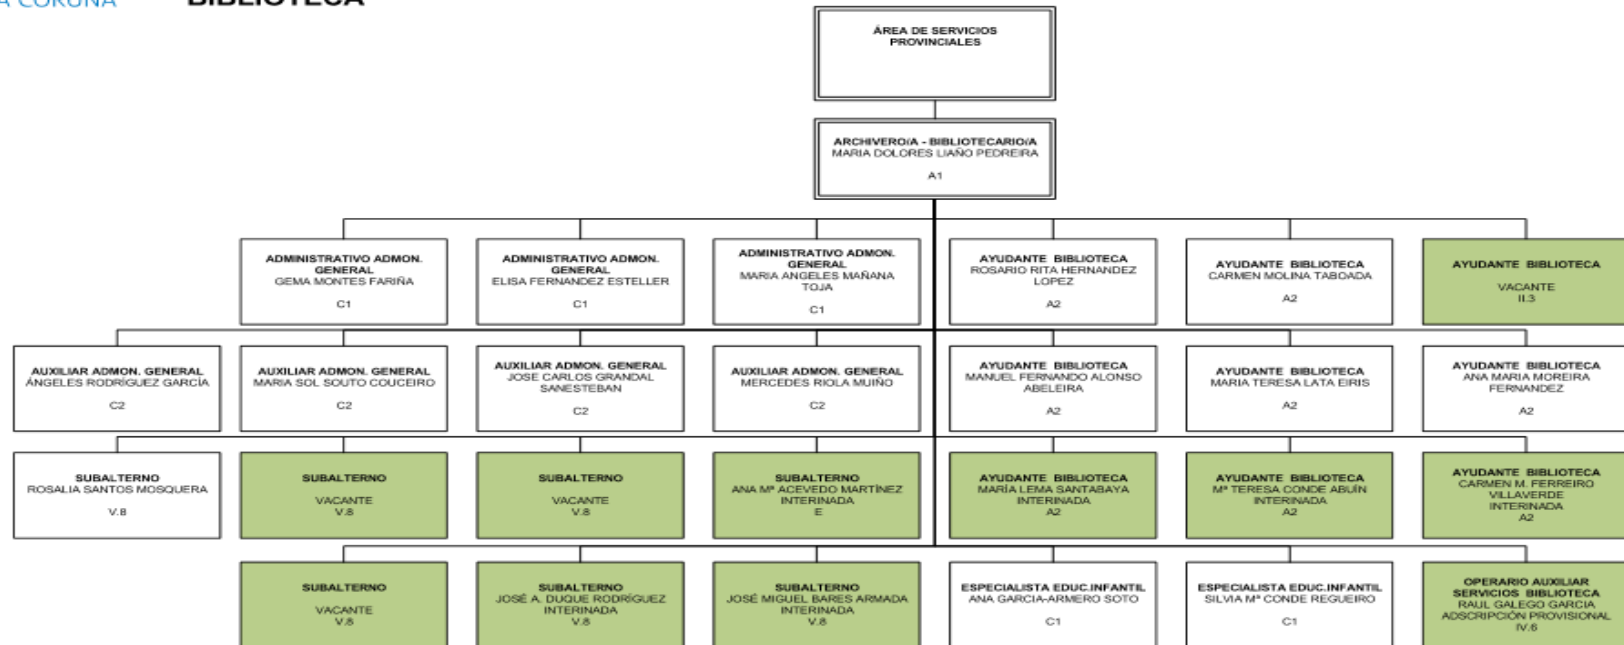 A CORUÑA
BIBLIOTECA
ÁREA DE SERVICIOS
PROVINCIALES
ARCHIVERO/A - BIBLIOTECARIO/A
MARIA DOLORES LIAÑO PEDREIRA
A1
ADMINISTRATIVO ADMON.
GENERAL
GEMA MONTES FARIÑA
C1
ADMINISTRATIVO ADMON.
GENERAL
ELISA FERNANDEZ ESTELLER
C1
ADMINISTRATIVO ADMON.
GENERAL
MARIA ANGELES MAÑANA
TOJA
C1
AYUDANTE BIBLIOTECA
ROSARIO RITA HERNANDEZ
LOPEZ
A2
AYUDANTE BIBLIOTECA
CARMEN MOLINA TABOADA
A2
AYUDANTE BIBLIOTECA
VACANTE
II.3
AUXILIAR ADMON. GENERAL
ÁNGELES RODRÍGUEZ GARCÍA
C2
AUXILIAR ADMON. GENERAL
MARIA SOL SOUTO COUCEIRO
C2
AUXILIAR ADMON. GENERAL
JOSE CARLOS GRANDAL
SANESTEBAN
C2
AUXILIAR ADMON. GENERAL
MERCEDES RIOLA MUIÑO
C2
AYUDANTE BIBLIOTECA
MANUEL FERNANDO ALONSO
ABELEIRA
A2
AYUDANTE BIBLIOTECA
MARIA TERESA LATA EIRIS
A2
AYUDANTE BIBLIOTECA
ANA MARIA MOREIRA
FERNANDEZ
A2
SUBALTERNO
ROSALIA SANTOS MOSQUERA
V.8
SUBALTERNO
VACANTE
V.8
SUBALTERNO
VACANTE
V.8
SUBALTERNO
ANA Mª ACEVEDO MARTÍNEZ
INTERINADA
E
AYUDANTE BIBLIOTECA
MARÍA LEMA SANTABAYA
INTERINADA
A2
AYUDANTE BIBLIOTECA
Mª TERESA CONDE ABUÍN
INTERINADA
A2
AYUDANTE BIBLIOTECA
CARMEN M. FERREIRO
VILLAVERDE
INTERINADA
A2
SUBALTERNO
VACANTE
V.8
SUBALTERNO
JOSÉ A. DUQUE RODRÍGUEZ
INTERINADA
V.8
SUBALTERNO
JOSÉ MIGUEL BARES ARMADA
INTERINADA
V.8
ESPECIALISTA EDUC.INFANTIL
ANA GARCIA-ARMERO SOTO
C1
ESPECIALISTA EDUC.INFANTIL
SILVIA Mª CONDE REGUEIRO
C1
OPERARIO AUXILIAR
SERVICIOS BIBLIOTECA
RAUL GALEGO GARCIA
ADSCRIPCIÓN PROVISIONAL
IV.6